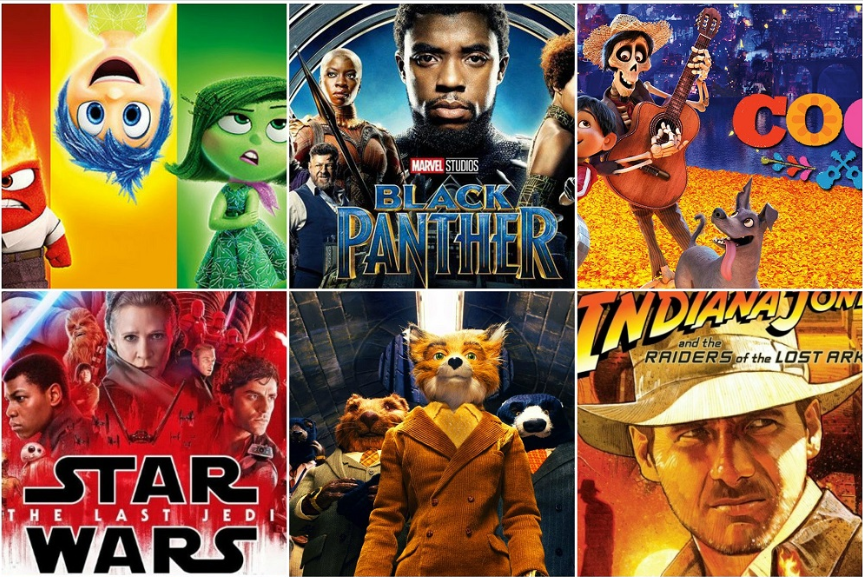 MARVEL STUDIOS
BLACK
PANTHER
COC
STAR
THE LAST JEDI
WARS
INDIANA JON
and the
RAIDERS of the LOST ARK